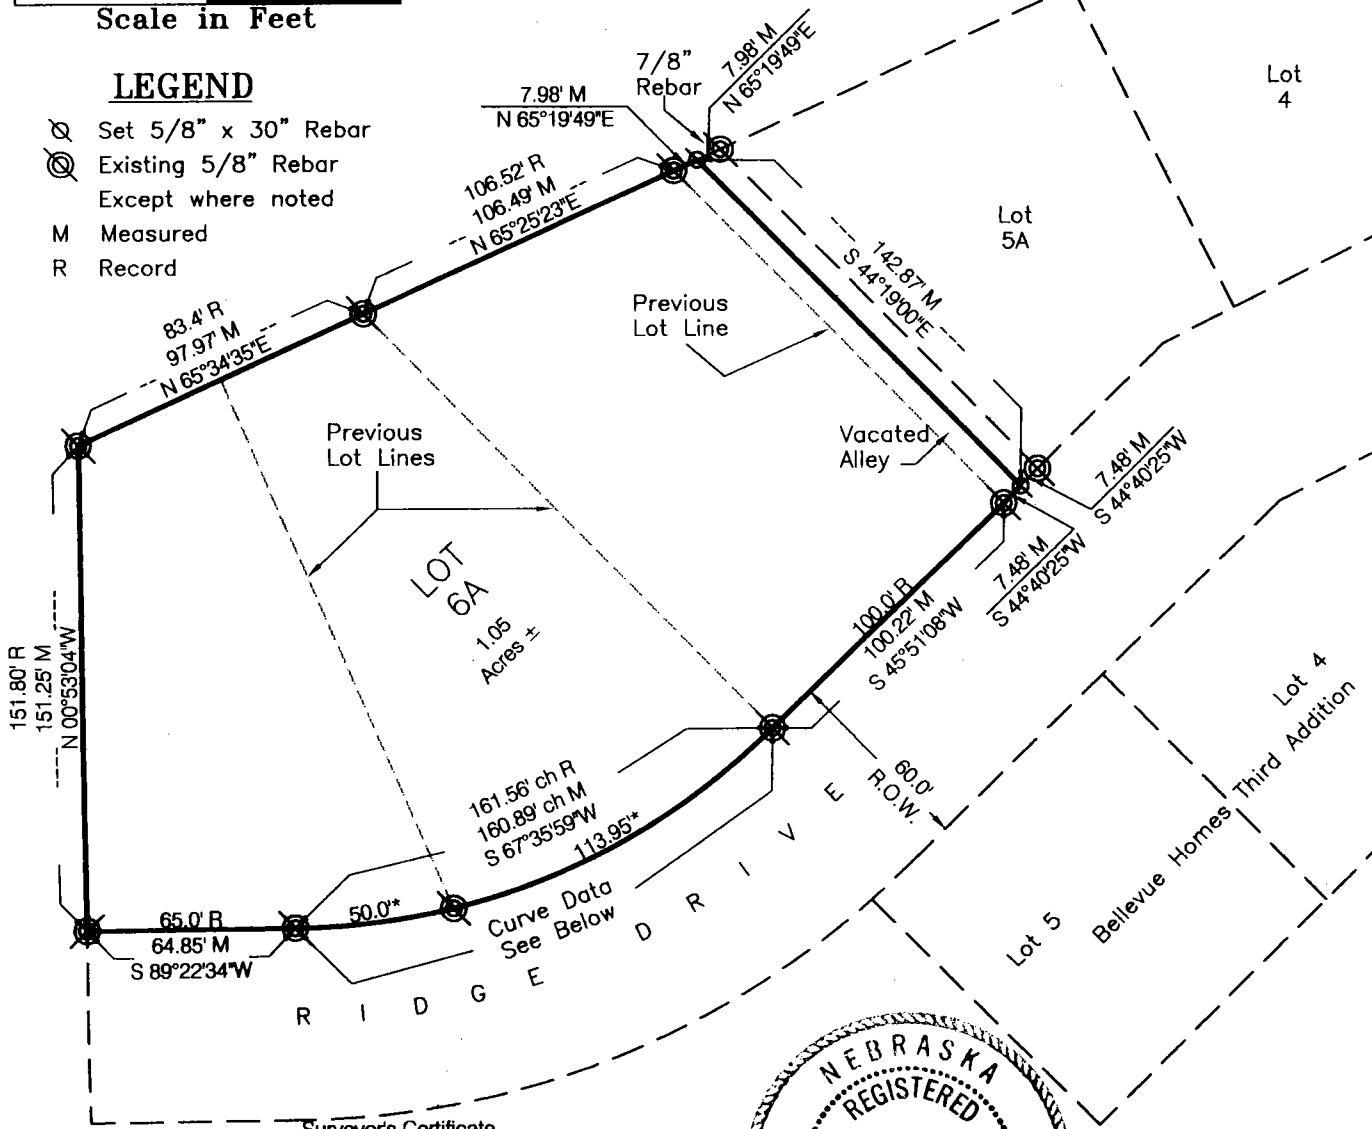 Scale in Feet
LEGEND
Set 5/8" x 30" Rebar
Existing 5/8" Rebar
Except where noted
M Measured
R Record
7/8"
Rebar
7.98' M
N 65°19'49"E
7.98' M
N 65°19'49"E
Lot
4
106.52' R
106.49' M
N 65°25'23"E
Lot
5A
142.87' M
S 44°19'00"E
83.4' R
97.97' M
N 65°34'35"E
Previous
Lot Line
Previous
Lot Lines
Vacated
Alley
7.48' M
S 44°40'25"W
7.48' M
S 44°40'25"W
LOT
6A
1.05
Acres ±
100.0' R
100.22' M
S 45°51'08"W
151.80' R
151.25' M
N 00°53'04"W
161.56' ch R
160.89' ch M
S 67°35'59"W
113.95'*
60.0'
R.O.W.
Lot 4
Bellevue Homes Third Addition
Lot 5
50.0'*
Curve Data
See Below
65.0' R
64.85' M
S 89°22'34"W
RIDGE DRIVE
NEBRASKA
REGISTERED
Surveyor's Certificate